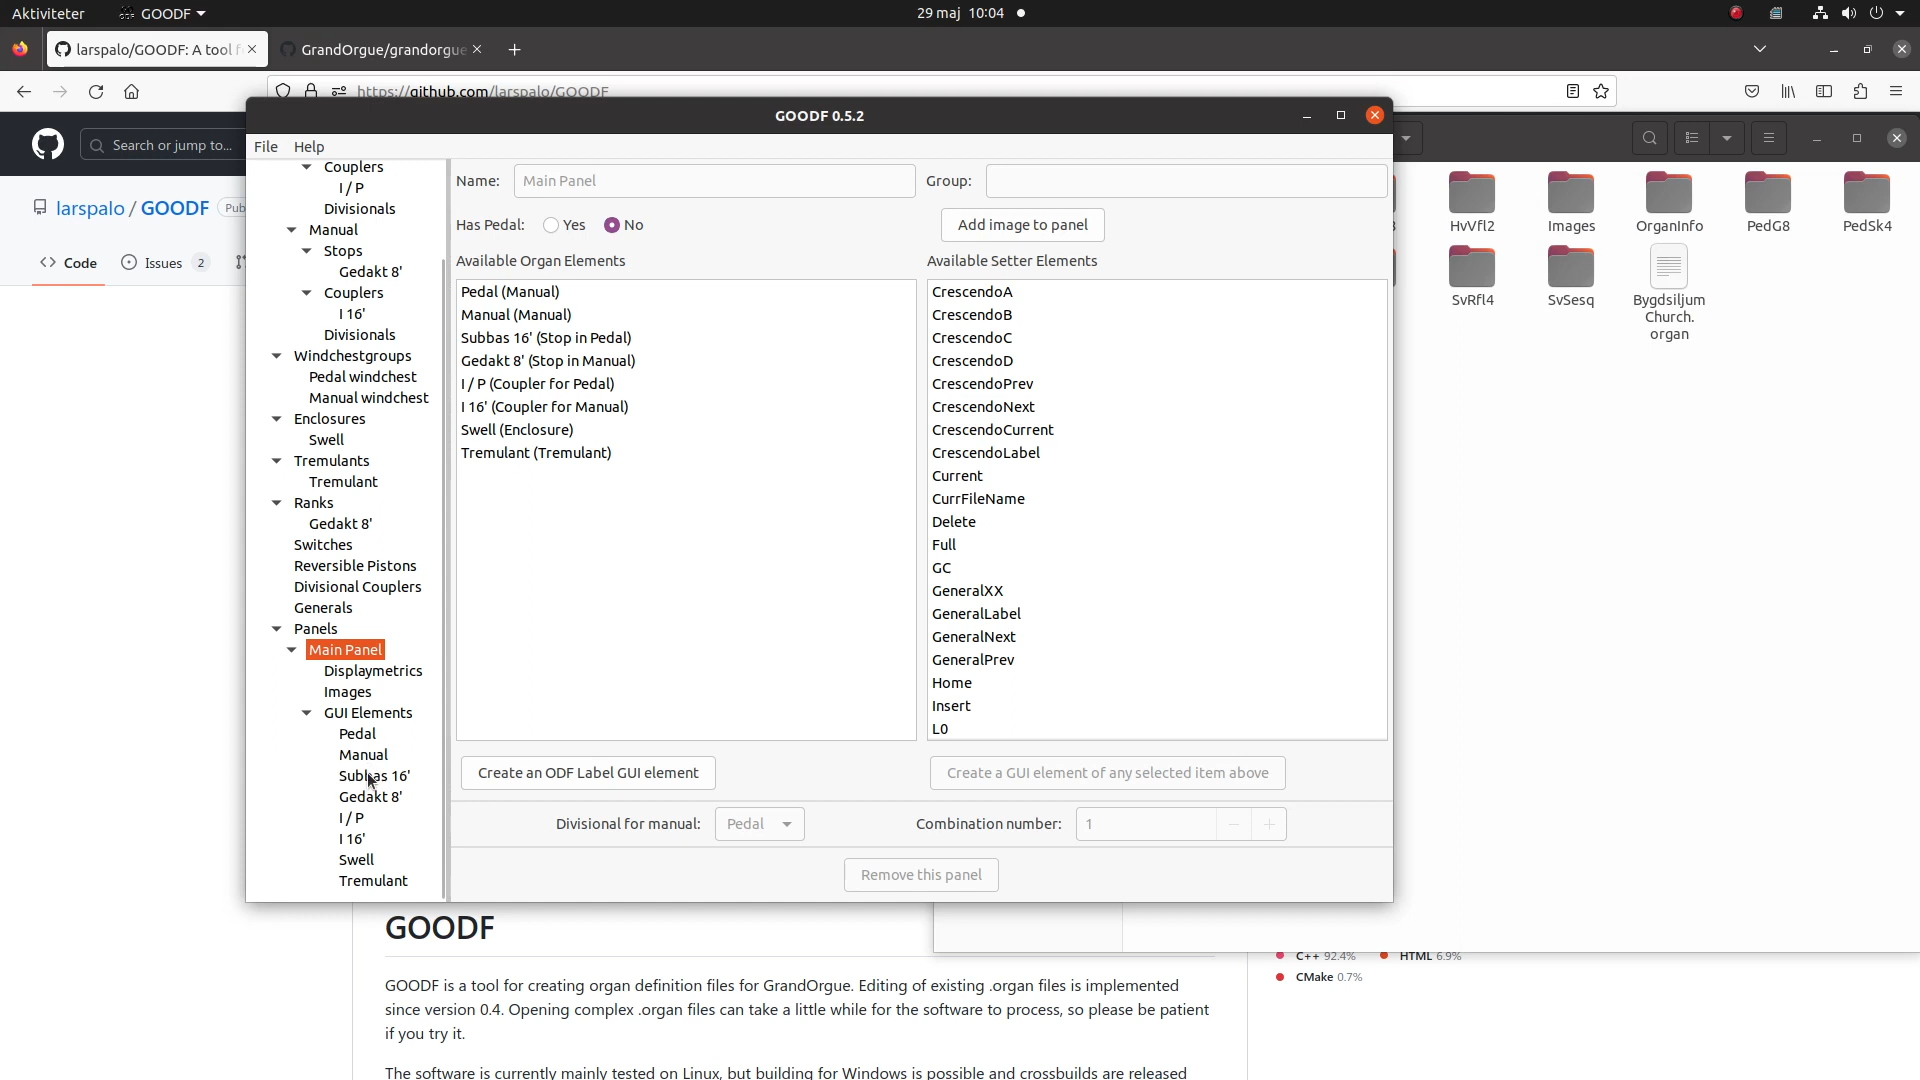 Aktiviteter
GOODF
29 maj 10:04
larspalo/GOODF: A tool f
GrandOrgue/grandorgue
https://github.com/larspalo/GOODF
Search or jump to...
larspalo / GOODF
Pub
Code
Issues 2
GOODF 0.5.2
File Help
Couplers
I / P
Divisionals
Manual
Stops
Gedakt 8'
Couplers
I 16'
Divisionals
Windchestgroups
Pedal windchest
Manual windchest
Enclosures
Swell
Tremulants
Tremulant
Ranks
Gedakt 8'
Switches
Reversible Pistons
Divisional Couplers
Generals
Panels
Main Panel
Displaymetrics
Images
GUI Elements
Pedal
Manual
Subbas 16'
Gedakt 8'
I / P
I 16'
Swell
Tremulant
Name: Main Panel
Group:
Has Pedal: Yes No
Add image to panel
Available Organ Elements
Pedal (Manual)
Manual (Manual)
Subbas 16' (Stop in Pedal)
Gedakt 8' (Stop in Manual)
I / P (Coupler for Pedal)
I 16' (Coupler for Manual)
Swell (Enclosure)
Tremulant (Tremulant)
Available Setter Elements
CrescendoA
CrescendoB
CrescendoC
CrescendoD
CrescendoPrev
CrescendoNext
CrescendoCurrent
CrescendoLabel
Current
CurrFileName
Delete
Full
GC
GeneralXX
GeneralLabel
GeneralNext
GeneralPrev
Home
Insert
L0
Create an ODF Label GUI element
Create a GUI element of any selected item above
Divisional for manual: Pedal
Combination number: 1
Remove this panel
HvVfl2
Images
OrganInfo
PedG8
PedSk4
SvRfl4
SvSesq
Bygdsiljum
Church.
organ
GOODF
GOODF is a tool for creating organ definition files for GrandOrgue. Editing of existing .organ files is implemented
since version 0.4. Opening complex .organ files can take a little while for the software to process, so please be patient
if you try it.
The software is currently mainly tested on Linux, but building for Windows is possible and crossbuilds are released
C++ 92.4%
HTML 6.9%
CMake 0.7%